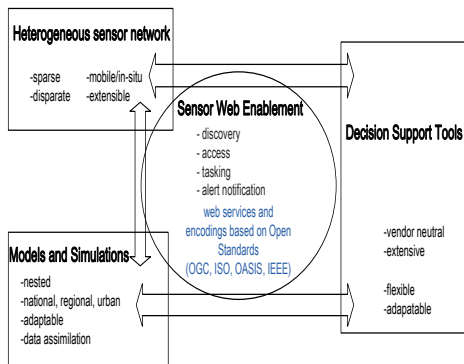 Heterogeneous sensor network
-sparse -mobile/in-situ
-disparate -extensible
Sensor Web Enablement
- discovery
- access
- tasking
- alert notification
web services and
encodings based on Open
Standards
(OGC, ISO, OASIS, IEEE)
Decision Support Tools
-vendor neutral
-extensive
-flexible
-adapatable
Models and Simulations
-nested
-national, regional, urban
-adaptable
-data assimilation